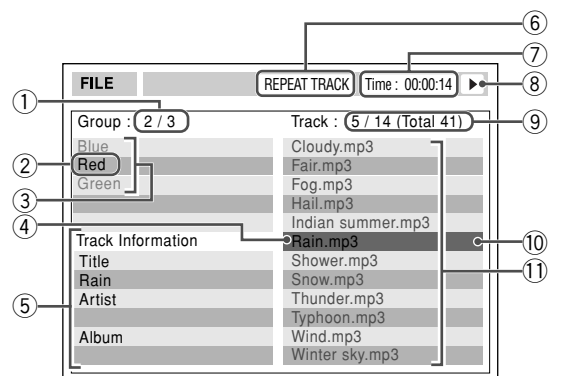 ⑥
⑦
FILE REPEAT TRACK Time : 00:00:14 ⑧
①
Group : 2 / 3 Track : 5 / 14 (Total 41) ⑨
Blue Cloudy.mp3
② Red Fair.mp3
Green Fog.mp3
③ Hail.mp3
④ Indian summer.mp3
Track Information Rain.mp3 ⑩
Title Shower.mp3 ⑪
⑤ Rain Snow.mp3
Artist Thunder.mp3
Typhoon.mp3
Album Wind.mp3
Winter sky.mp3